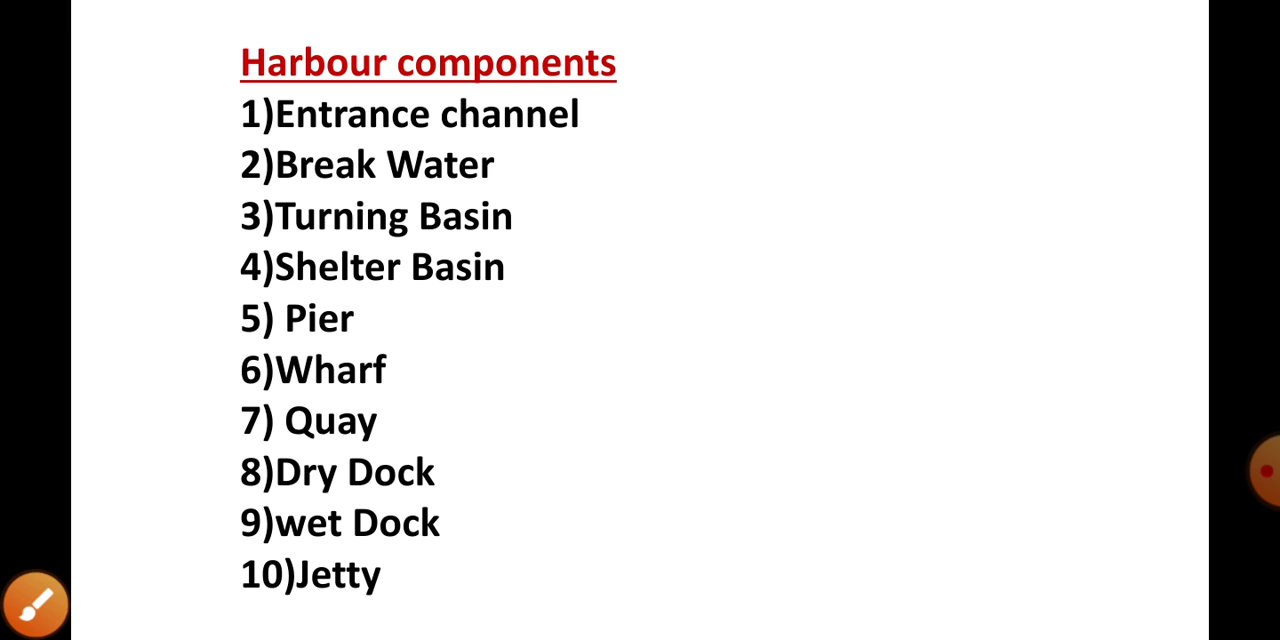 Harbour components
1)Entrance channel
2)Break Water
3)Turning Basin
4)Shelter Basin
5) Pier
6)Wharf
7) Quay
8)Dry Dock
9)wet Dock
10)Jetty